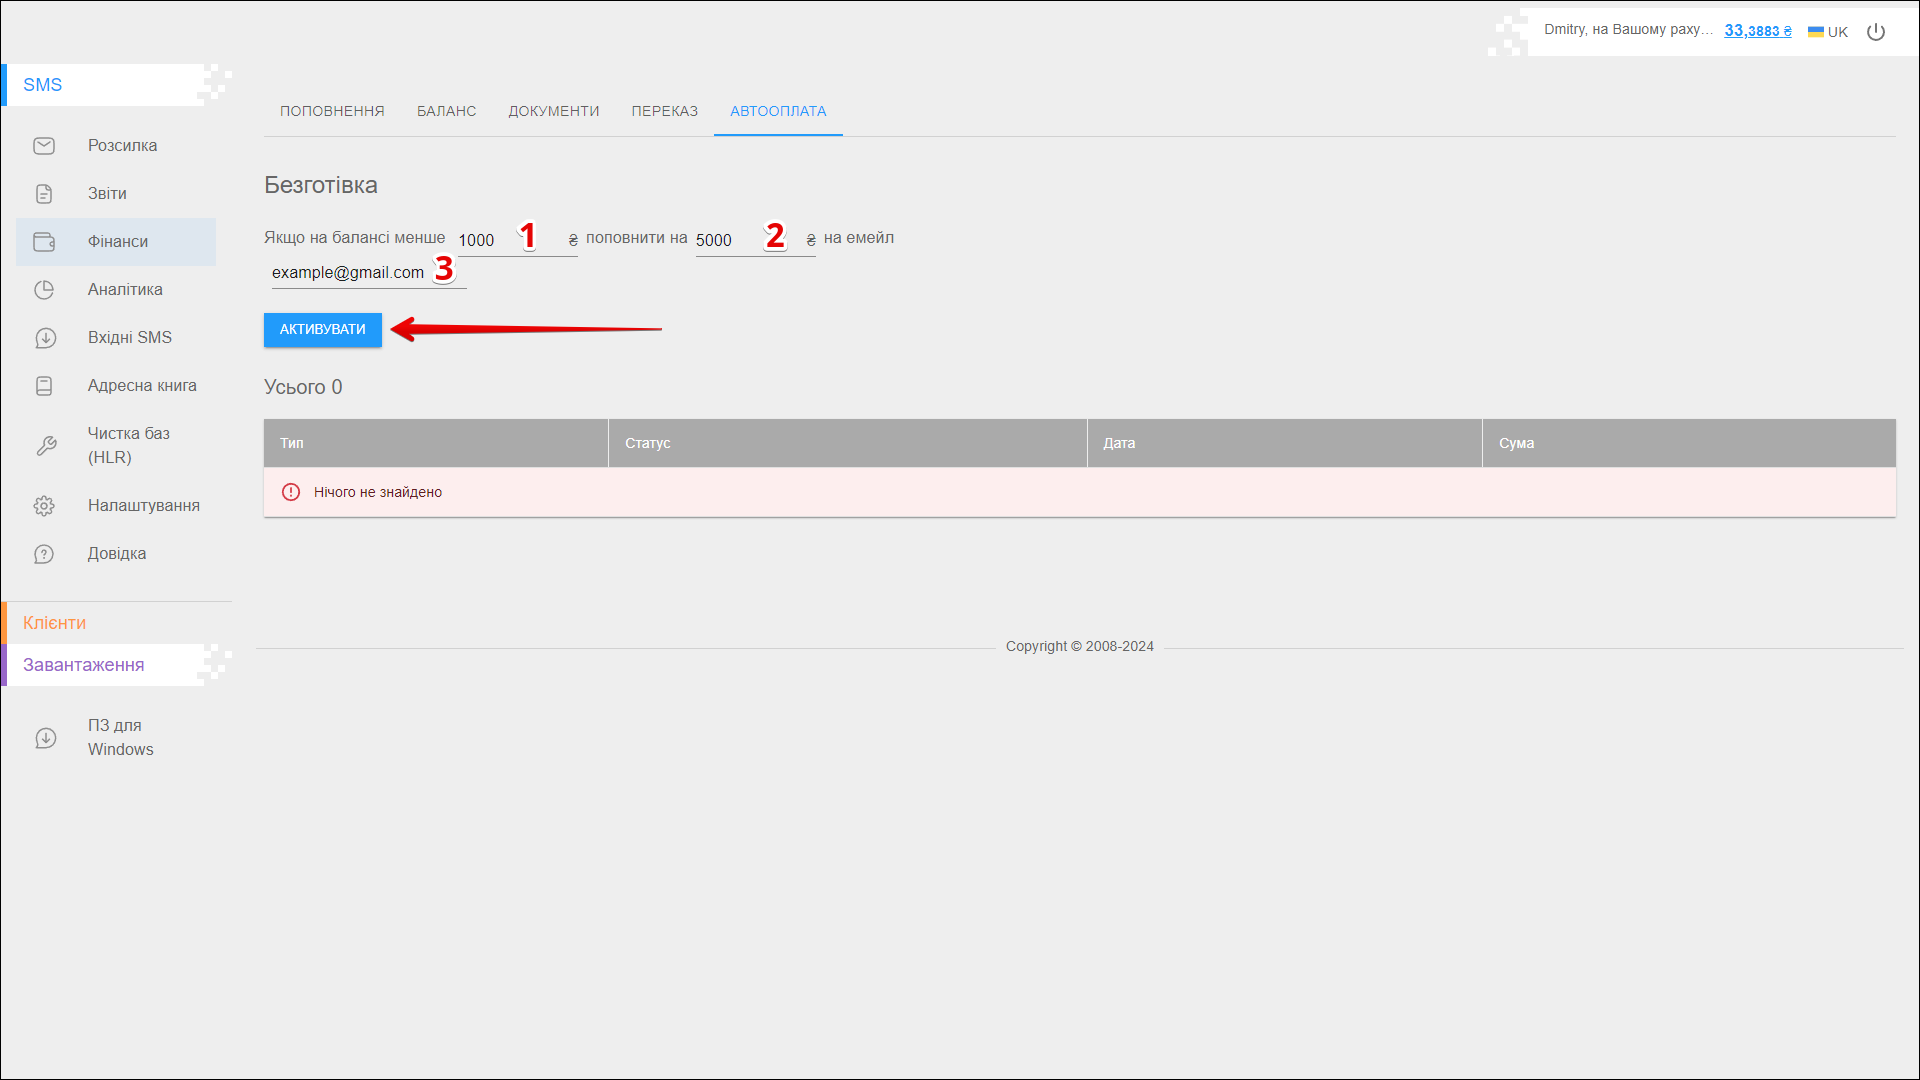 Dmitry, на Вашому раху... 33,3883 ₴ UK
SMS
ПОПОВНЕННЯ БАЛАНС ДОКУМЕНТИ ПЕРЕКАЗ АВТООПЛАТА
Розсилка
Звіти
Фінанси
Аналітика
Вхідні SMS
Адресна книга
Чистка баз
(HLR)
Налаштування
Довідка
Клієнти
Завантаження
ПЗ для
Windows
Безготівка
Якщо на балансі менше 1000 1 ₴ поповнити на 5000 2 ₴ на емейл
example@gmail.com 3
АКТИВУВАТИ
Усього 0
Тип Статус Дата Сума
Нічого не знайдено
Copyright © 2008-2024